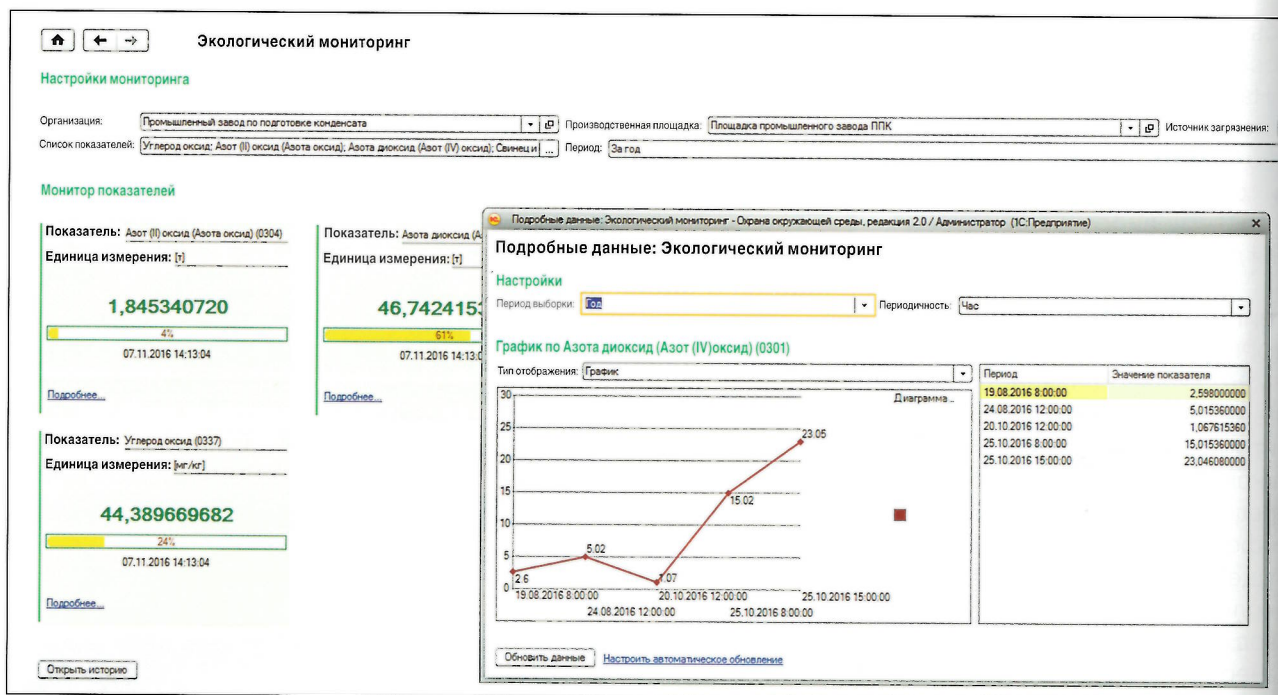 Экологический мониторинг
Настройки мониторинга
Организация: Промышленный завод по подготовке конденсата Производственная площадка: Площадка промышленного завода ППК Источник загрязнения:
Список показателей: Углерод оксид; Азот (II) оксид (Азота оксид); Азота диоксид (Азот (IV) оксид); Свинец и ... Период: За год
Монитор показателей
Показатель: Азот (II) оксид (Азота оксид) (0304)
Единица измерения: [т]
1,845340720
4%
07.11.2016 14:13:04
Подробнее...
Показатель: Азота диоксид (А
Единица измерения: [т]
46,7424153
61%
07.11.2016 14:13:0
Подробнее...
Показатель: Углерод оксид (0337)
Единица измерения: [мг/кг]
44,389669682
24%
07.11.2016 14:13:04
Подробнее...
Открыть историю
Подробные данные: Экологический мониторинг - Охрана окружающей среды, редакция 2.0 / Администратор (1С:Предприятие)
Подробные данные: Экологический мониторинг
Настройки
Период выборки: Год Периодичность: Час
График по Азота диоксид (Азот (IV)оксид) (0301)
Тип отображения: График
30
25
20
15
10
5
0
2.6
5.02
1.07
15.02
23.05
Диаграмма...
19.08.2016 8:00:00 20.10.2016 12:00:00 25.10.2016 15:00:00
24.08.2016 12:00:00 25.10.2016 8:00:00
Период Значение показателя
19.08.2016 8:00:00 2,598000000
24.08.2016 12:00:00 5,015360000
20.10.2016 12:00:00 1,067615360
25.10.2016 8:00:00 15,015360000
25.10.2016 15:00:00 23,046080000
Обновить данные Настроить автоматическое обновление